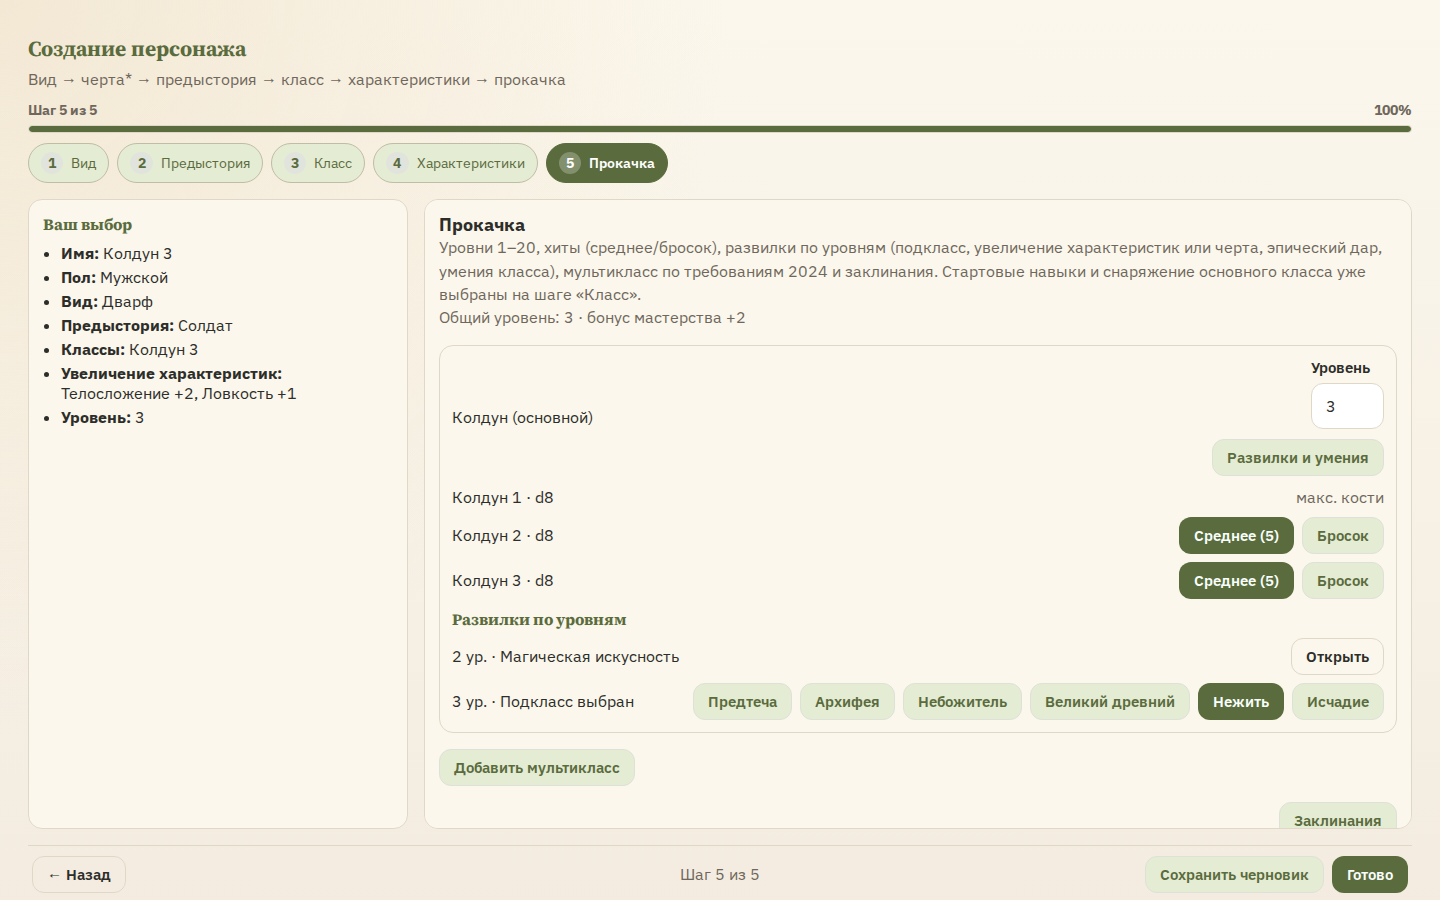 Создание персонажа
Вид → черта* → предыстория → класс → характеристики → прокачка
Шаг 5 из 5
100%
1 Вид
2 Предыстория
3 Класс
4 Характеристики
5 Прокачка
Ваш выбор
• Имя: Колдун 3
• Пол: Мужской
• Вид: Дварф
• Предыстория: Солдат
• Классы: Колдун 3
• Увеличение характеристик:
Телосложение +2, Ловкость +1
• Уровень: 3
Прокачка
Уровни 1–20, хиты (среднее/бросок), развилки по уровням (подкласс, увеличение характеристик или черта, эпический дар,
умения класса), мультикласс по требованиям 2024 и заклинания. Стартовые навыки и снаряжение основного класса уже
выбраны на шаге «Класс».
Общий уровень: 3 · бонус мастерства +2
Уровень
Колдун (основной)
3
Развилки и умения
Колдун 1 · d8
макс. кости
Колдун 2 · d8
Среднее (5)
Бросок
Колдун 3 · d8
Среднее (5)
Бросок
Развилки по уровням
2 ур. · Магическая искусность
Открыть
3 ур. · Подкласс выбран
Предтеча
Архифея
Небожитель
Великий древний
Нежить
Исчадие
Добавить мультикласс
Заклинания
← Назад
Шаг 5 из 5
Сохранить черновик
Готово